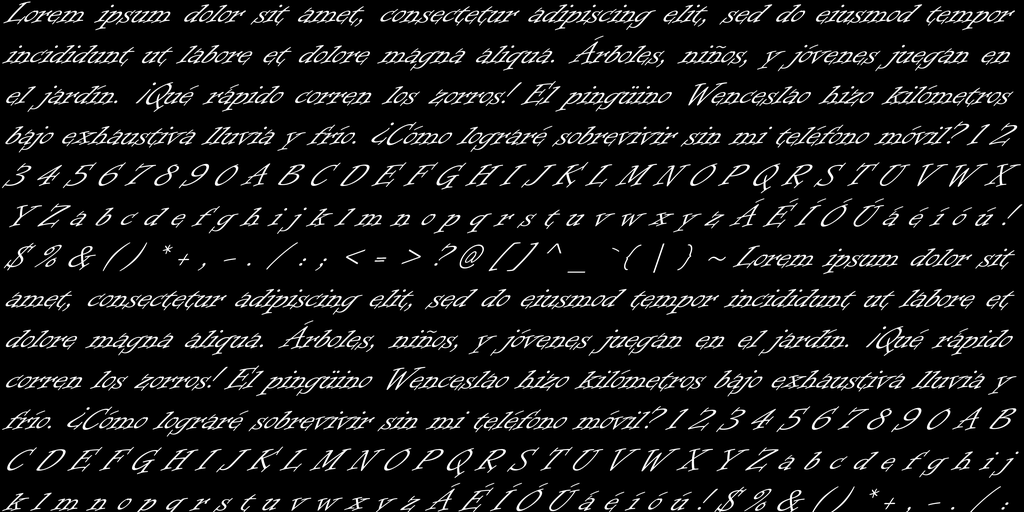 Lorem ipsum dolor sit amet, consectetur adipiscing elit, sed do eiusmod tempor
incididunt ut labore et dolore magna aliqua. Árboles, niños, y jóvenes juegan en
el jardín. ¡Qué rápido corren los zorros! El pingüino Wenceslao hizo kilómetros
bajo exhaustiva lluvia y frío. ¿Cómo lograré sobrevivir sin mi teléfono móvil? 1 2
3 4 5 6 7 8 9 0 A B C D E F G H I J K L M N O P Q R S T U V W X
Y Z a b c d e f g h i j k l m n o p q r s t u v w x y z Á É Í Ó Ú á é í ó ú !
$ % & ( ) * + , - . / : ; < = > ? @ [ ] ^ _ ` { | } ~ Lorem ipsum dolor sit
amet, consectetur adipiscing elit, sed do eiusmod tempor incididunt ut labore et
dolore magna aliqua. Árboles, niños, y jóvenes juegan en el jardín. ¡Qué rápido
corren los zorros! El pingüino Wenceslao hizo kilómetros bajo exhaustiva lluvia y
frío. ¿Cómo lograré sobrevivir sin mi teléfono móvil? 1 2 3 4 5 6 7 8 9 0 A B
C D E F G H I J K L M N O P Q R S T U V W X Y Z a b c d e f g h i j
k l m n o p q r s t u v w x y z Á É Í Ó Ú á é í ó ú ! $ % & ( ) * + , - . / :